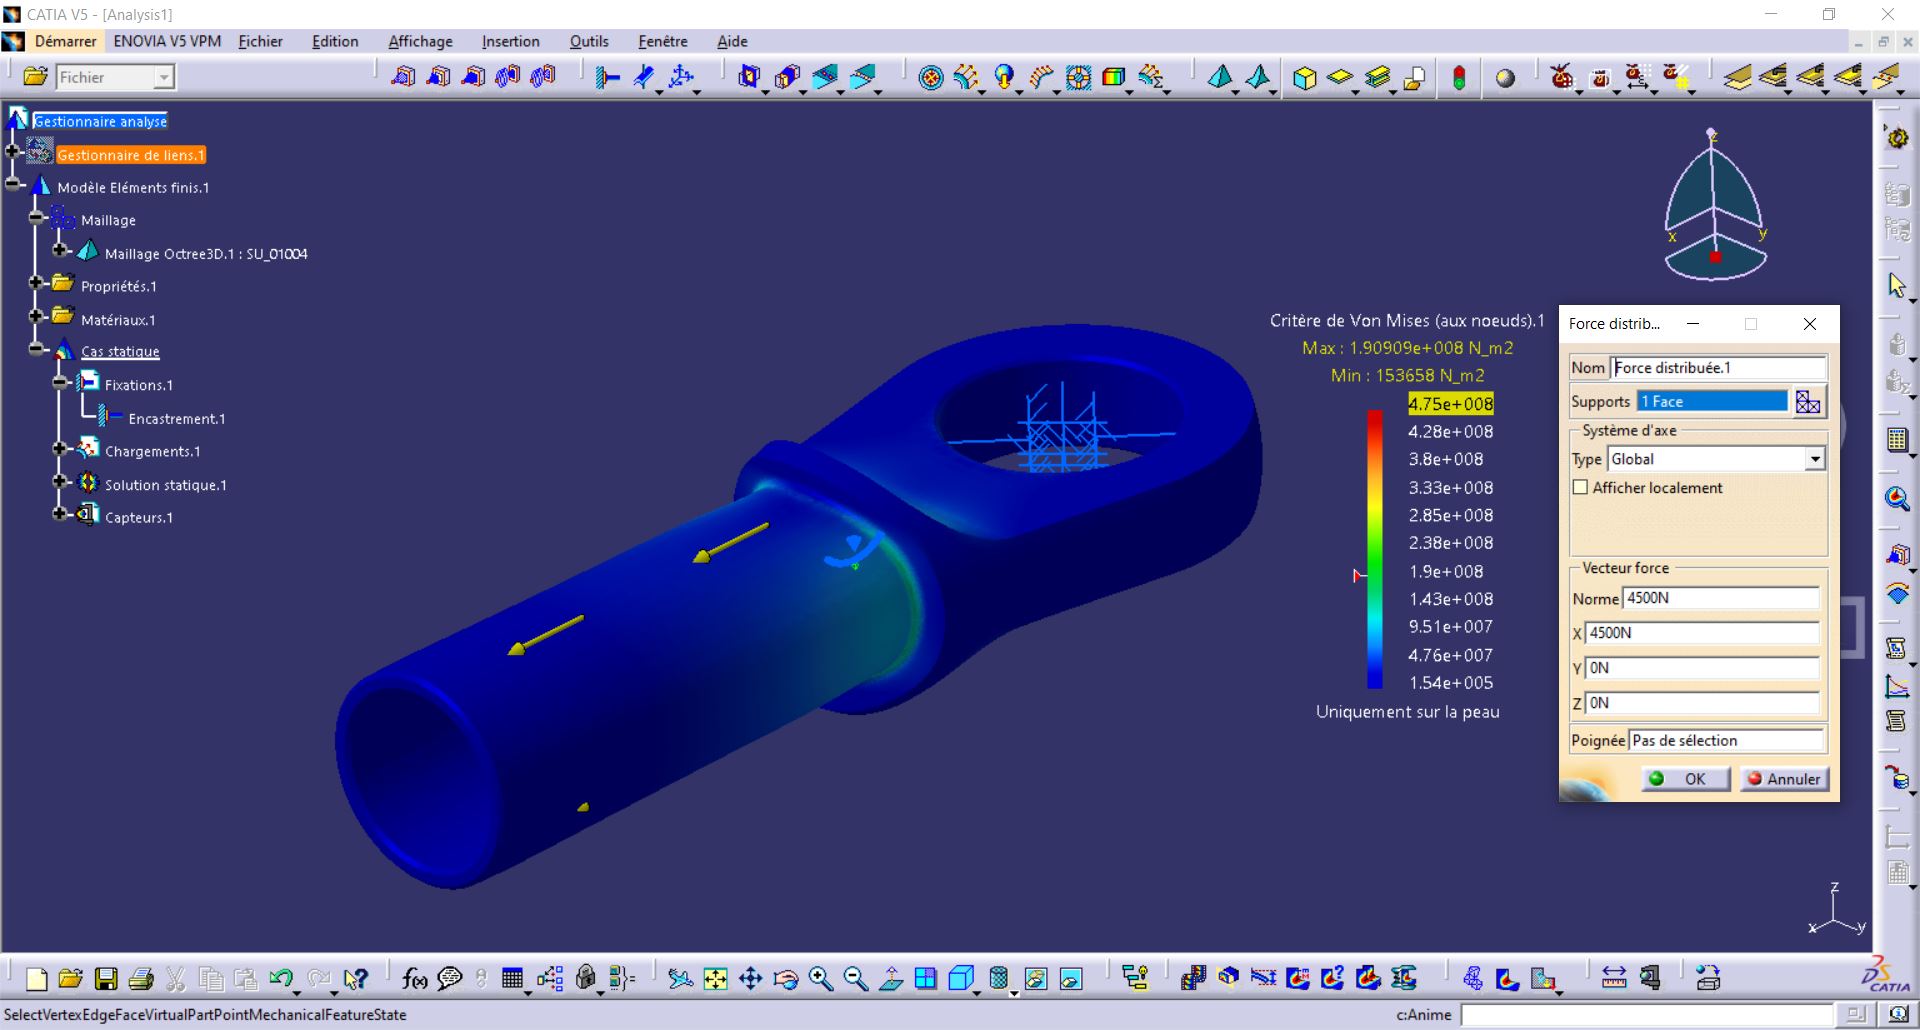 CATIA V5 - [Analysis1]
Démarrer ENOVIA V5 VPM Fichier Edition Affichage Insertion Outils Fenêtre Aide
Fichier
Gestionnaire analyse
Gestionnaire de liens.1
Modèle Eléments finis.1
Maillage
Maillage Octree3D.1 : SU_01004
Propriétés.1
Matériaux.1
Cas statique
Fixations.1
Encastrement.1
Chargements.1
Solution statique.1
Capteurs.1
z
x y
Critère de Von Mises (aux noeuds).1
Max : 1.90909e+008 N_m2
Min : 153658 N_m2
4.75e+008
4.28e+008
3.8e+008
3.33e+008
2.85e+008
2.38e+008
1.9e+008
1.43e+008
9.51e+007
4.76e+007
1.54e+005
Uniquement sur la peau
Force distrib...
Nom Force distribuée.1
Supports 1 Face
Système d'axe
Type Global
Afficher localement
Vecteur force
Norme 4500N
X 4500N
Y 0N
Z 0N
Poignée Pas de sélection
OK Annuler
z
x y
f(x)
CATIA
SelectVertexEdgeFaceVirtualPartPointMechanicalFeatureState
c:Anime